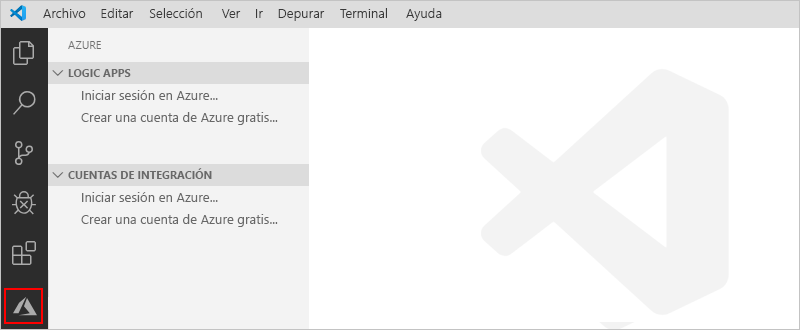 Archivo Editar Selección Ver Ir Depurar Terminal Ayuda
AZURE
LOGIC APPS
Iniciar sesión en Azure...
Crear una cuenta de Azure gratis...
CUENTAS DE INTEGRACIÓN
Iniciar sesión en Azure...
Crear una cuenta de Azure gratis...